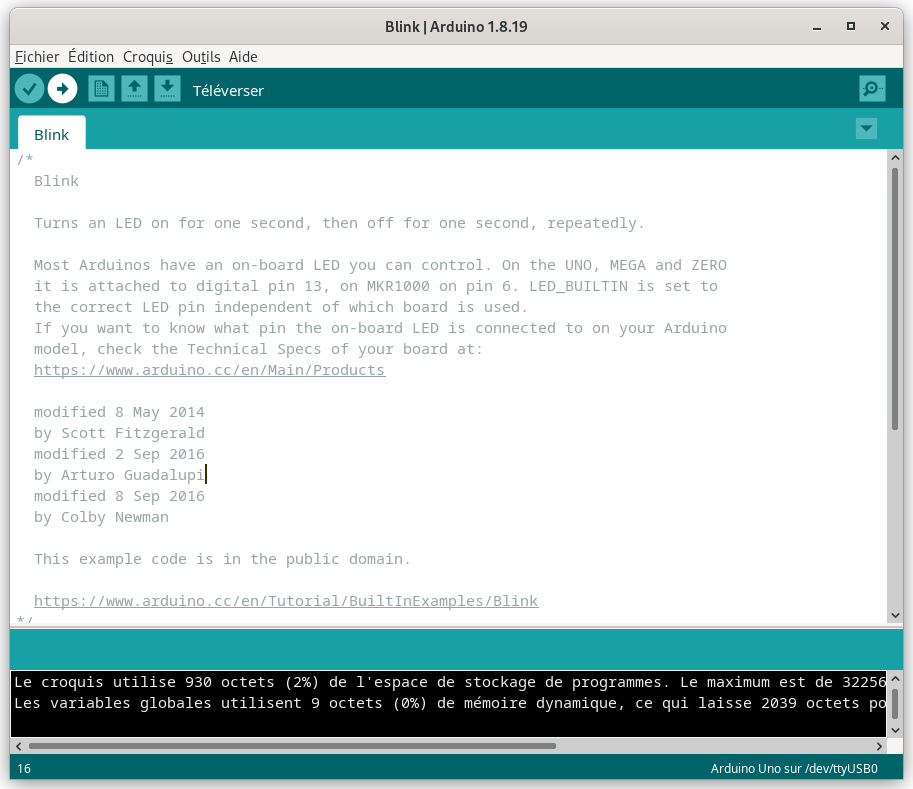 Blink | Arduino 1.8.19
Fichier Édition Croquis Outils Aide
Téléverser
Blink
/*
Blink
Turns an LED on for one second, then off for one second, repeatedly.
Most Arduinos have an on-board LED you can control. On the UNO, MEGA and ZERO
it is attached to digital pin 13, on MKR1000 on pin 6. LED_BUILTIN is set to
the correct LED pin independent of which board is used.
If you want to know what pin the on-board LED is connected to on your Arduino
model, check the Technical Specs of your board at:
https://www.arduino.cc/en/Main/Products
modified 8 May 2014
by Scott Fitzgerald
modified 2 Sep 2016
by Arturo Guadalupi
modified 8 Sep 2016
by Colby Newman
This example code is in the public domain.
https://www.arduino.cc/en/Tutorial/BuiltInExamples/Blink
*/
Le croquis utilise 930 octets (2%) de l'espace de stockage de programmes. Le maximum est de 32256
Les variables globales utilisent 9 octets (0%) de mémoire dynamique, ce qui laisse 2039 octets po
16
Arduino Uno sur /dev/ttyUSB0